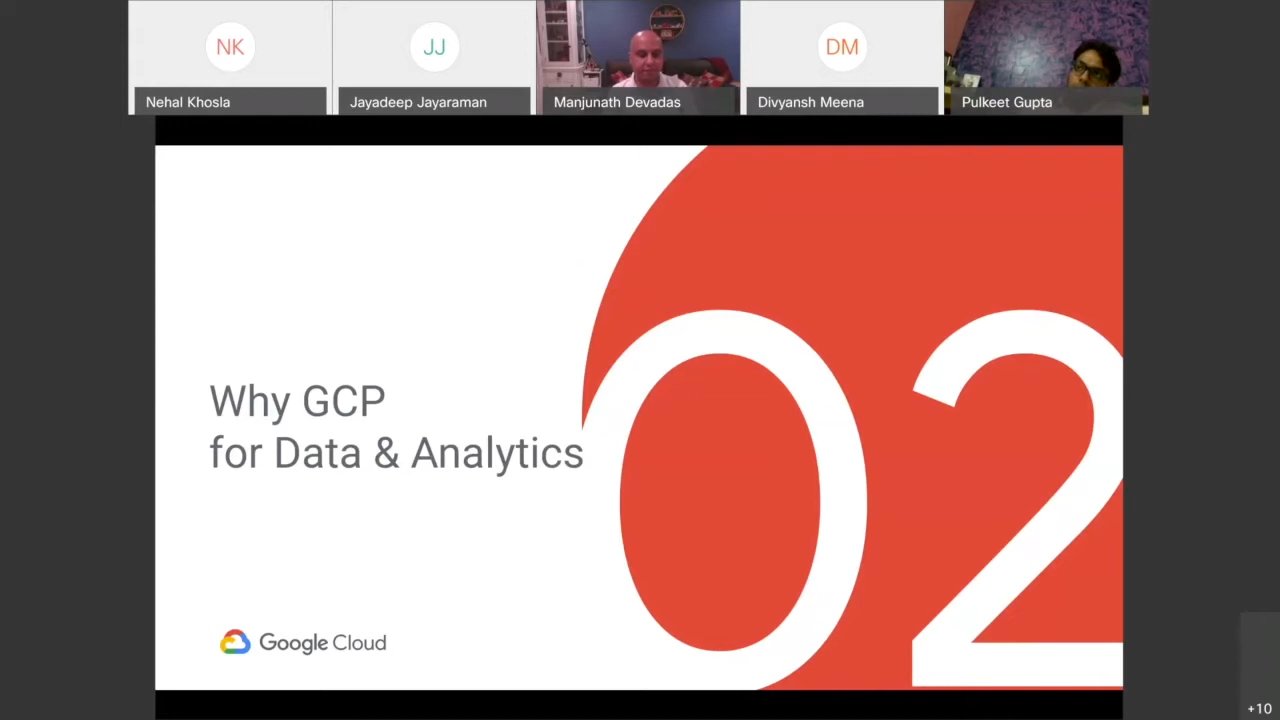 NK
JJ
DM
Nehal Khosla
Jayadeep Jayaraman
Manjunath Devadas
Divyansh Meena
Pulkeet Gupta
Why GCP
for Data & Analytics
02
Google Cloud
+10